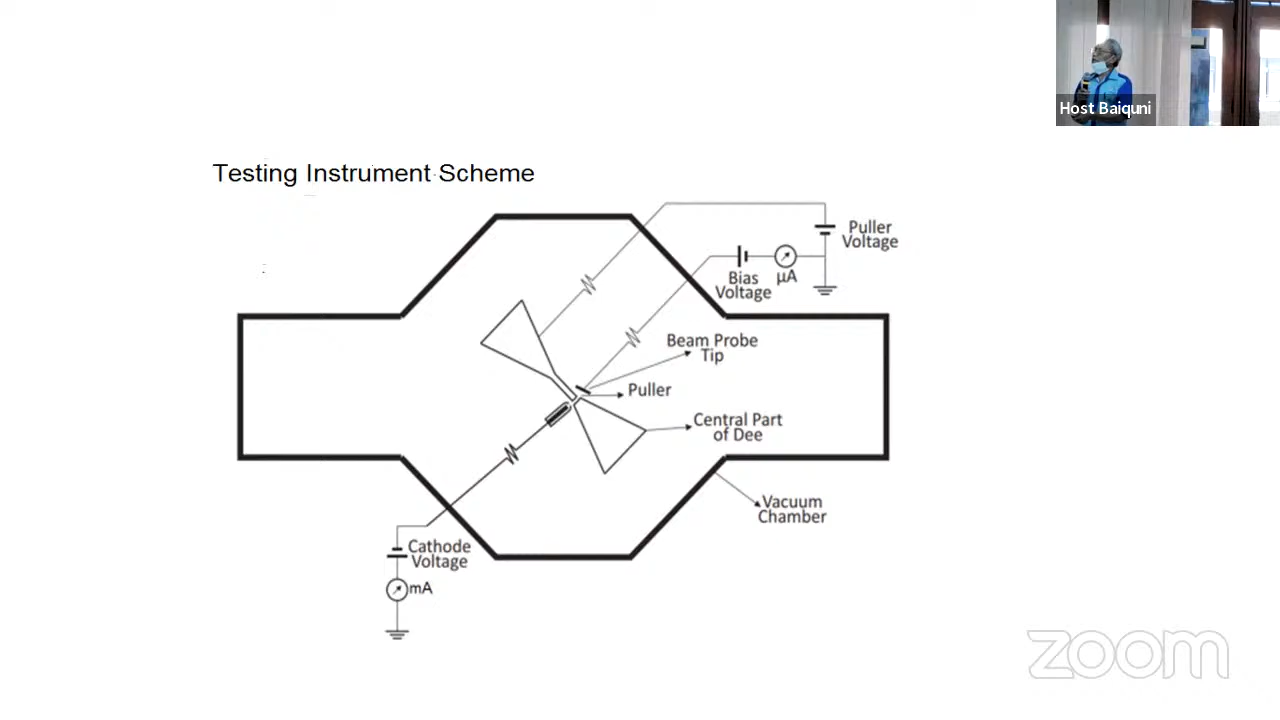 Host Baiquni
Testing Instrument Scheme
Puller
Voltage
Bias
Voltage
μA
Beam Probe
Tip
Puller
Central Part
of Dee
Vacuum
Chamber
Cathode
Voltage
mA
zoom